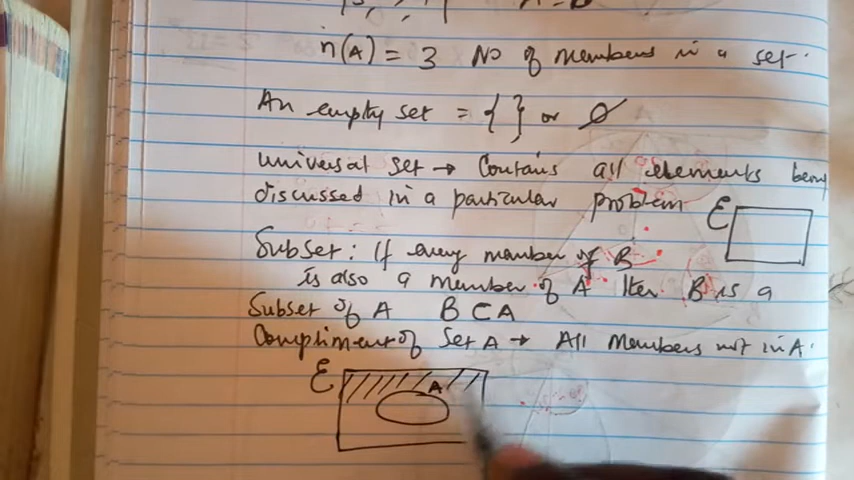 n(A) = 3 No of members in a set.
An empty set = { } or ∅
Universal set → Contains all elements being
discussed in a particular problem ℰ
Subset: If every member of B
is also a member of A then B is a
Subset of A B ⊂ A
Compliment of Set A → All Members not in A.
ℰ A